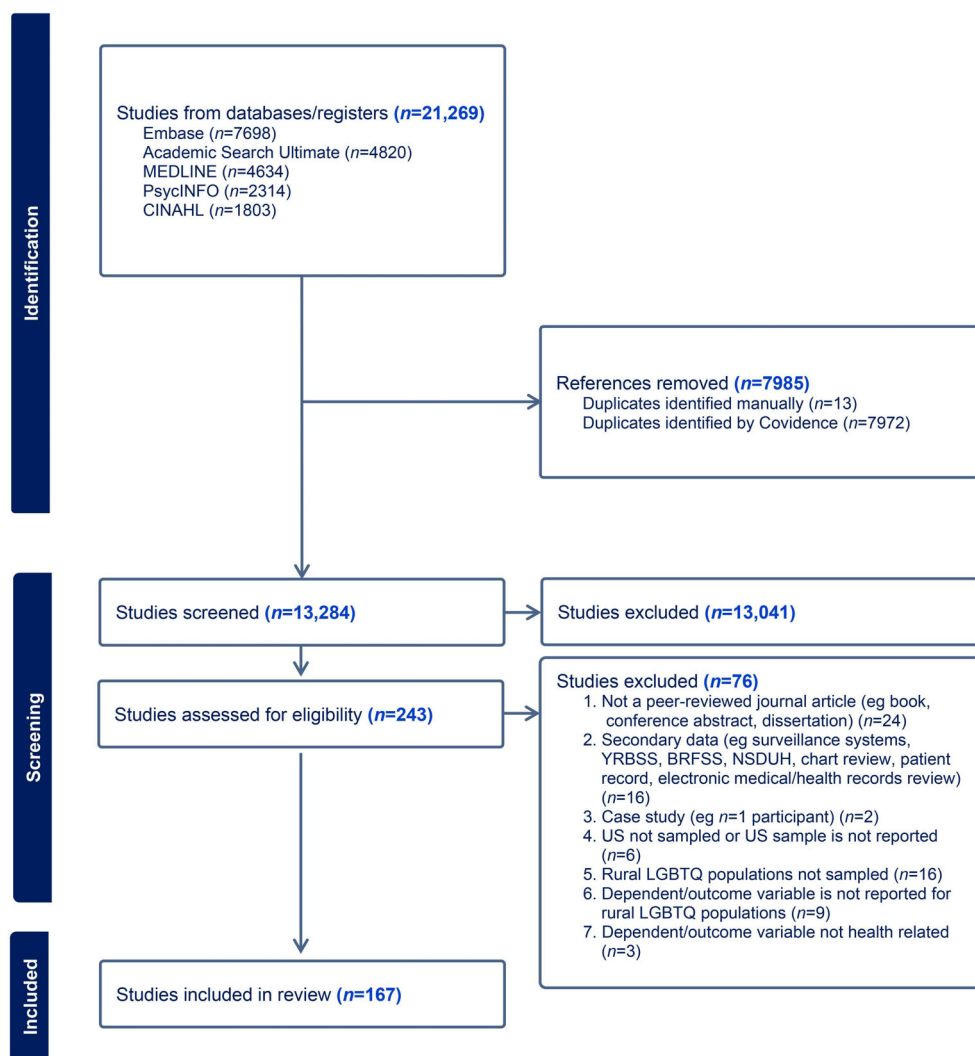 Identification
Studies from databases/registers (n=21,269)
Embase (n=7698)
Academic Search Ultimate (n=4820)
MEDLINE (n=4634)
PsycINFO (n=2314)
CINAHL (n=1803)
References removed (n=7985)
Duplicates identified manually (n=13)
Duplicates identified by Covidence (n=7972)
Screening
Studies screened (n=13,284)
Studies excluded (n=13,041)
Studies assessed for eligibility (n=243)
Studies excluded (n=76)
1. Not a peer-reviewed journal article (eg book,
conference abstract, dissertation) (n=24)
2. Secondary data (eg surveillance systems,
YRBSS, BRFSS, NSDUH, chart review, patient
record, electronic medical/health records review)
(n=16)
3. Case study (eg n=1 participant) (n=2)
4. US not sampled or US sample is not reported
(n=6)
5. Rural LGBTQ populations not sampled (n=16)
6. Dependent/outcome variable is not reported for
rural LGBTQ populations (n=9)
7. Dependent/outcome variable not health related
(n=3)
Included
Studies included in review (n=167)